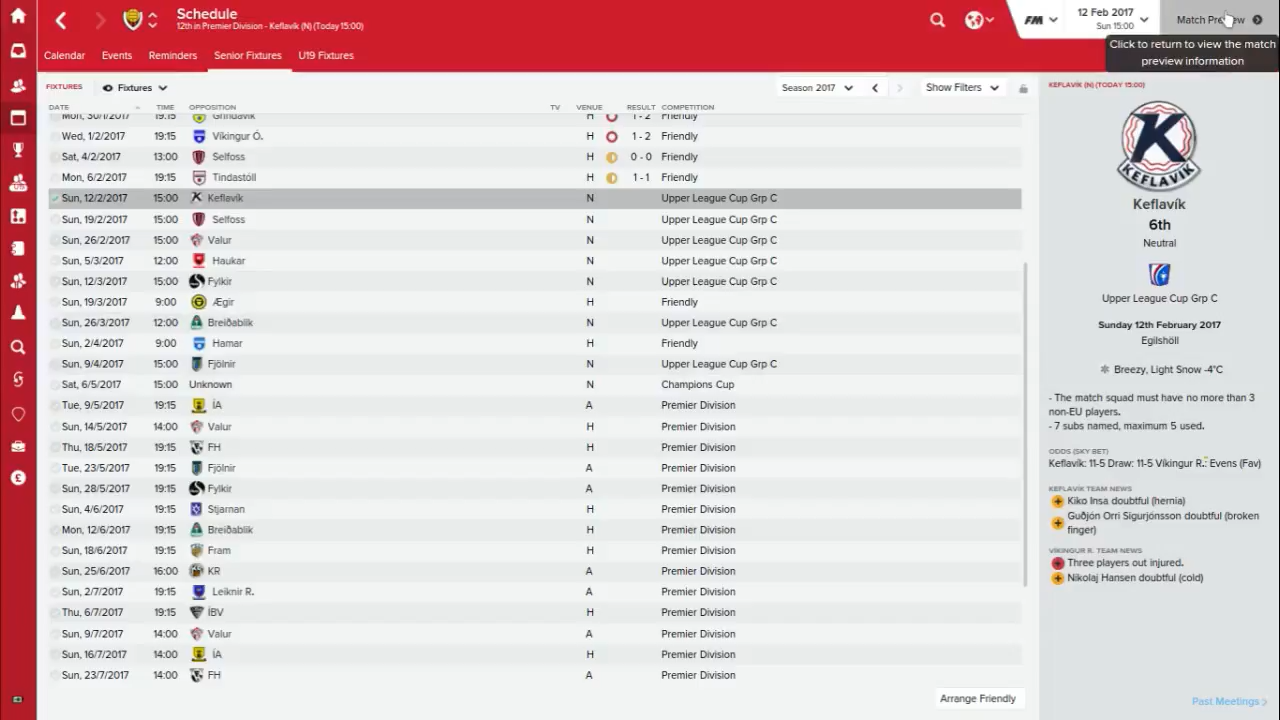 Schedule
12th in Premier Division - Keflavík (N) (Today 15:00)
FM
12 Feb 2017
Sun 15:00
Match Preview
Click to return to view the match
preview information
Calendar Events Reminders Senior Fixtures U19 Fixtures
FIXTURES Fixtures Season 2017 Show Filters
DATE TIME OPPOSITION TV VENUE RESULT COMPETITION
Mon, 30/1/2017 19:15 Grindavík H 1 - 2 Friendly
Wed, 1/2/2017 19:15 Víkingur Ó. H 1 - 2 Friendly
Sat, 4/2/2017 13:00 Selfoss H 0 - 0 Friendly
Mon, 6/2/2017 19:15 Tindastóll H 1 - 1 Friendly
Sun, 12/2/2017 15:00 Keflavík N Upper League Cup Grp C
Sun, 19/2/2017 15:00 Selfoss N Upper League Cup Grp C
Sun, 26/2/2017 15:00 Valur N Upper League Cup Grp C
Sun, 5/3/2017 12:00 Haukar N Upper League Cup Grp C
Sun, 12/3/2017 15:00 Fylkir N Upper League Cup Grp C
Sun, 19/3/2017 9:00 Ægir H Friendly
Sun, 26/3/2017 12:00 Breiðablik N Upper League Cup Grp C
Sun, 2/4/2017 9:00 Hamar H Friendly
Sun, 9/4/2017 15:00 Fjölnir N Upper League Cup Grp C
Sat, 6/5/2017 15:00 Unknown N Champions Cup
Tue, 9/5/2017 19:15 ÍA A Premier Division
Sun, 14/5/2017 14:00 Valur H Premier Division
Thu, 18/5/2017 19:15 FH H Premier Division
Tue, 23/5/2017 19:15 Fjölnir A Premier Division
Sun, 28/5/2017 19:15 Fylkir A Premier Division
Sun, 4/6/2017 19:15 Stjarnan H Premier Division
Mon, 12/6/2017 19:15 Breiðablik H Premier Division
Sun, 18/6/2017 19:15 Fram H Premier Division
Sun, 25/6/2017 16:00 KR A Premier Division
Sun, 2/7/2017 19:15 Leiknir R. A Premier Division
Thu, 6/7/2017 19:15 ÍBV H Premier Division
Sun, 9/7/2017 14:00 Valur A Premier Division
Sun, 16/7/2017 14:00 ÍA H Premier Division
Sun, 23/7/2017 14:00 FH A Premier Division
Arrange Friendly
KEFLAVÍK (N) (TODAY 15:00)
K
KEFLAVÍK
Keflavík
6th
Neutral
Upper League Cup Grp C
Sunday 12th February 2017
Egilshöll
Breezy, Light Snow -4°C
- The match squad must have no more than 3
non-EU players.
- 7 subs named, maximum 5 used.
ODDS (SKY BET)
Keflavík: 11-5 Draw: 11-5 Víkingur R.: Evens (Fav)
KEFLAVÍK TEAM NEWS
Kiko Insa doubtful (hernia)
Guðjón Orri Sigurjónsson doubtful (broken
finger)
VÍKINGUR R. TEAM NEWS
Three players out injured.
Nikolaj Hansen doubtful (cold)
Past Meetings